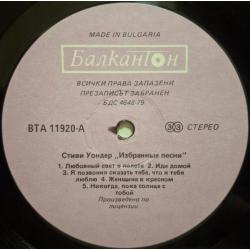 MADE IN BULGARIA
Балкантон
ВСИЧКИ ПРАВА ЗАПАЗЕНИ
ПРЕЗАПИСЪТ ЗАБРАНЕН
БДС 4648-79
ВТА 11920-А
33 СТЕРЕО
Стиви Уондер „Избранные песни"
1. Любовный свет в полете 2. Иди домой
3. Я позвонил сказать тебе, что я тебя
люблю 4. Женщина в красном
5. Никогда, пока солнце с
тобой
Произведено по
лицензии